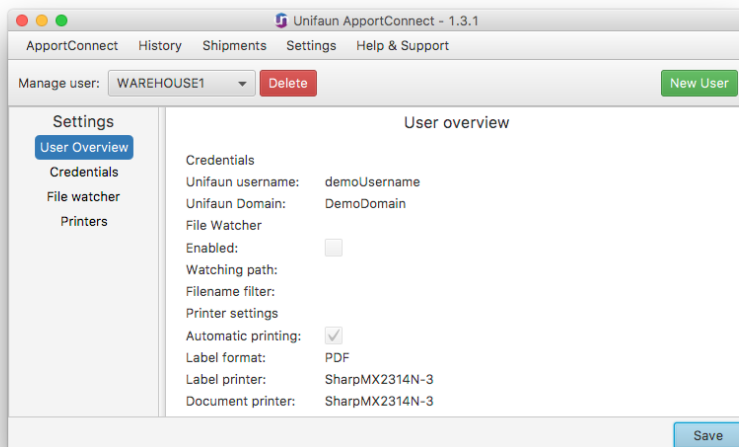 Unifaun ApportConnect - 1.3.1
ApportConnect History Shipments Settings Help & Support
Manage user: WAREHOUSE1 Delete New User
Settings
User Overview
Credentials
File watcher
Printers
User overview
Credentials
Unifaun username: demoUsername
Unifaun Domain: DemoDomain
File Watcher
Enabled:
Watching path:
Filename filter:
Printer settings
Automatic printing:
Label format: PDF
Label printer: SharpMX2314N-3
Document printer: SharpMX2314N-3
Save